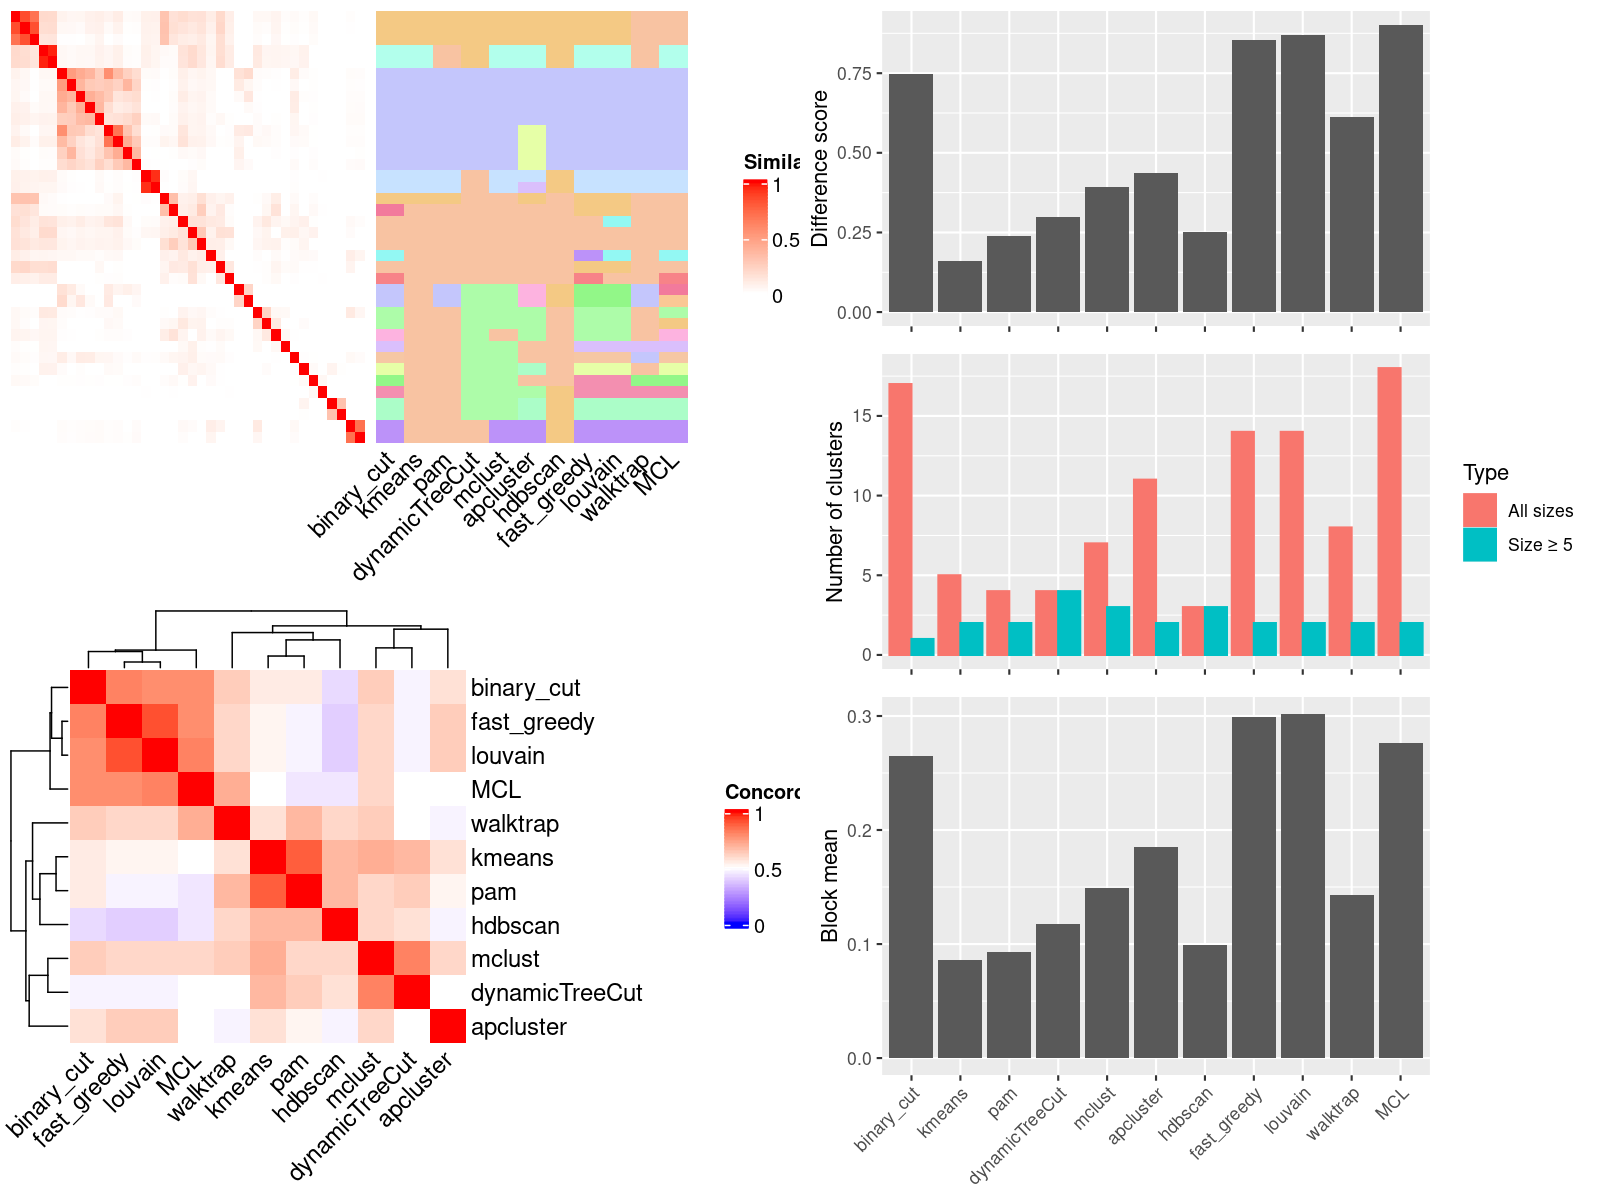 Simila
1
0.5
0
binary_cut
kmeans
pam
dynamicTreeCut
mclust
apcluster
hdbscan
fast_greedy
louvain
walktrap
MCL
binary_cut
fast_greedy
louvain
MCL
walktrap
kmeans
pam
hdbscan
mclust
dynamicTreeCut
apcluster
binary_cut
fast_greedy
louvain
MCL
walktrap
kmeans
pam
hdbscan
mclust
dynamicTreeCut
apcluster
Concord
1
0.5
0
Difference score
0.75
0.50
0.25
0.00
Number of clusters
15
10
5
0
Type
All sizes
Size ≥ 5
Block mean
0.3
0.2
0.1
0.0
binary_cut
kmeans
pam
dynamicTreeCut
mclust
apcluster
hdbscan
fast_greedy
louvain
walktrap
MCL